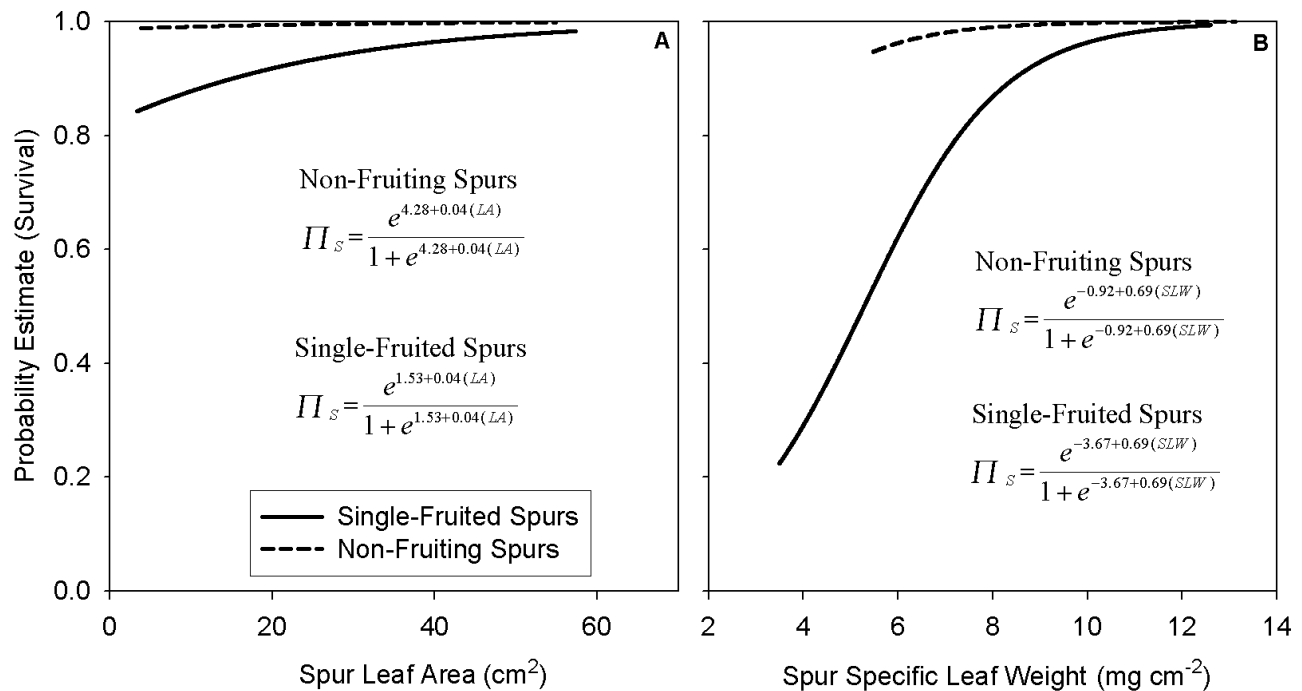 Probability Estimate (Survival)
1.0
0.8
0.6
0.4
0.2
0.0
A
Non-Fruiting Spurs
Π_S = e^{4.28+0.04(LA)} / 1 + e^{4.28+0.04(LA)}
Single-Fruited Spurs
Π_S = e^{1.53+0.04(LA)} / 1 + e^{1.53+0.04(LA)}
Single-Fruited Spurs
Non-Fruiting Spurs
0 20 40 60
Spur Leaf Area (cm²)
B
Non-Fruiting Spurs
Π_S = e^{-0.92+0.69(SLW)} / 1 + e^{-0.92+0.69(SLW)}
Single-Fruited Spurs
Π_S = e^{-3.67+0.69(SLW)} / 1 + e^{-3.67+0.69(SLW)}
2 4 6 8 10 12 14
Spur Specific Leaf Weight (mg cm⁻²)